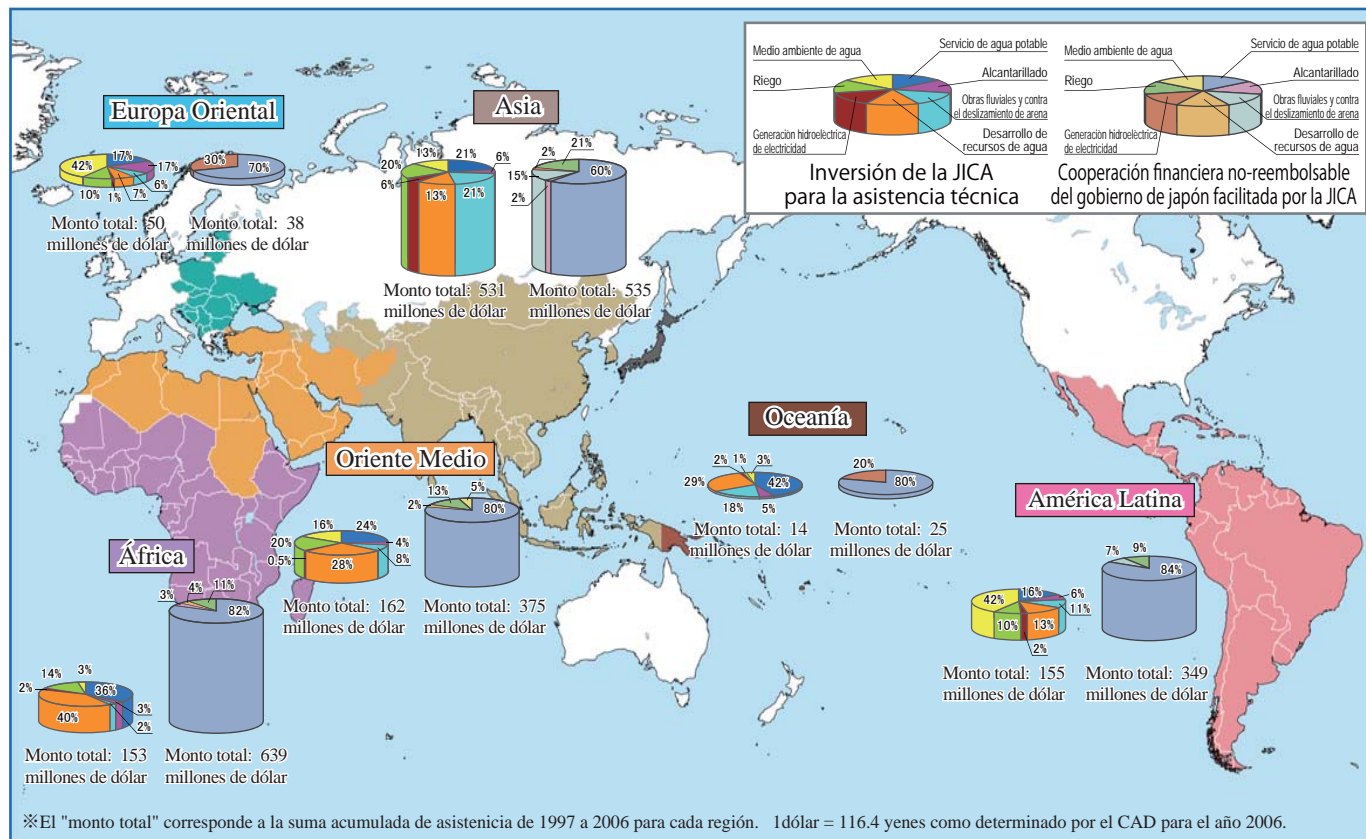 Medio ambiente de agua
Servicio de agua potable
Riego
Alcantarillado
Obras fluviales y contra
el deslizamiento de arena
Generación hidroelèctrica
de electricidad
Desarrollo de
recursos de agua
Inversión de la JICA
para la asistencia técnica
Medio ambiente de agua
Servicio de agua potable
Riego
Alcantarillado
Obras fluviales y contra
el deslizamiento de arena
Generación hidroelèctrica
de electricidad
Desarrollo de
recursos de agua
Cooperación financiera no-reembolsable
del gobierno de japón facilitada por la JICA
Europa Oriental
42%
17%
17%
6%
7%
1%
10%
30%
70%
Monto total: 50
millones de dólar
Monto total: 38
millones de dólar
Asia
20%
13%
21%
6%
21%
13%
6%
2%
21%
60%
15%
2%
Monto total: 531
millones de dólar
Monto total: 535
millones de dólar
Oriente Medio
16%
24%
4%
8%
28%
0.5%
20%
2%
13%
5%
80%
Monto total: 162
millones de dólar
Monto total: 375
millones de dólar
Oceanía
2%
1%
3%
42%
5%
18%
29%
20%
80%
Monto total: 14
millones de dólar
Monto total: 25
millones de dólar
África
14%
3%
36%
3%
2%
40%
2%
3%
4%
11%
82%
Monto total: 153
millones de dólar
Monto total: 639
millones de dólar
América Latina
42%
16%
6%
11%
13%
2%
10%
7%
9%
84%
Monto total: 155
millones de dólar
Monto total: 349
millones de dólar
※El "monto total" corresponde a la suma acumulada de asistenicia de 1997 a 2006 para cada región. 1dólar = 116.4 yenes como determinado por el CAD para el año 2006.